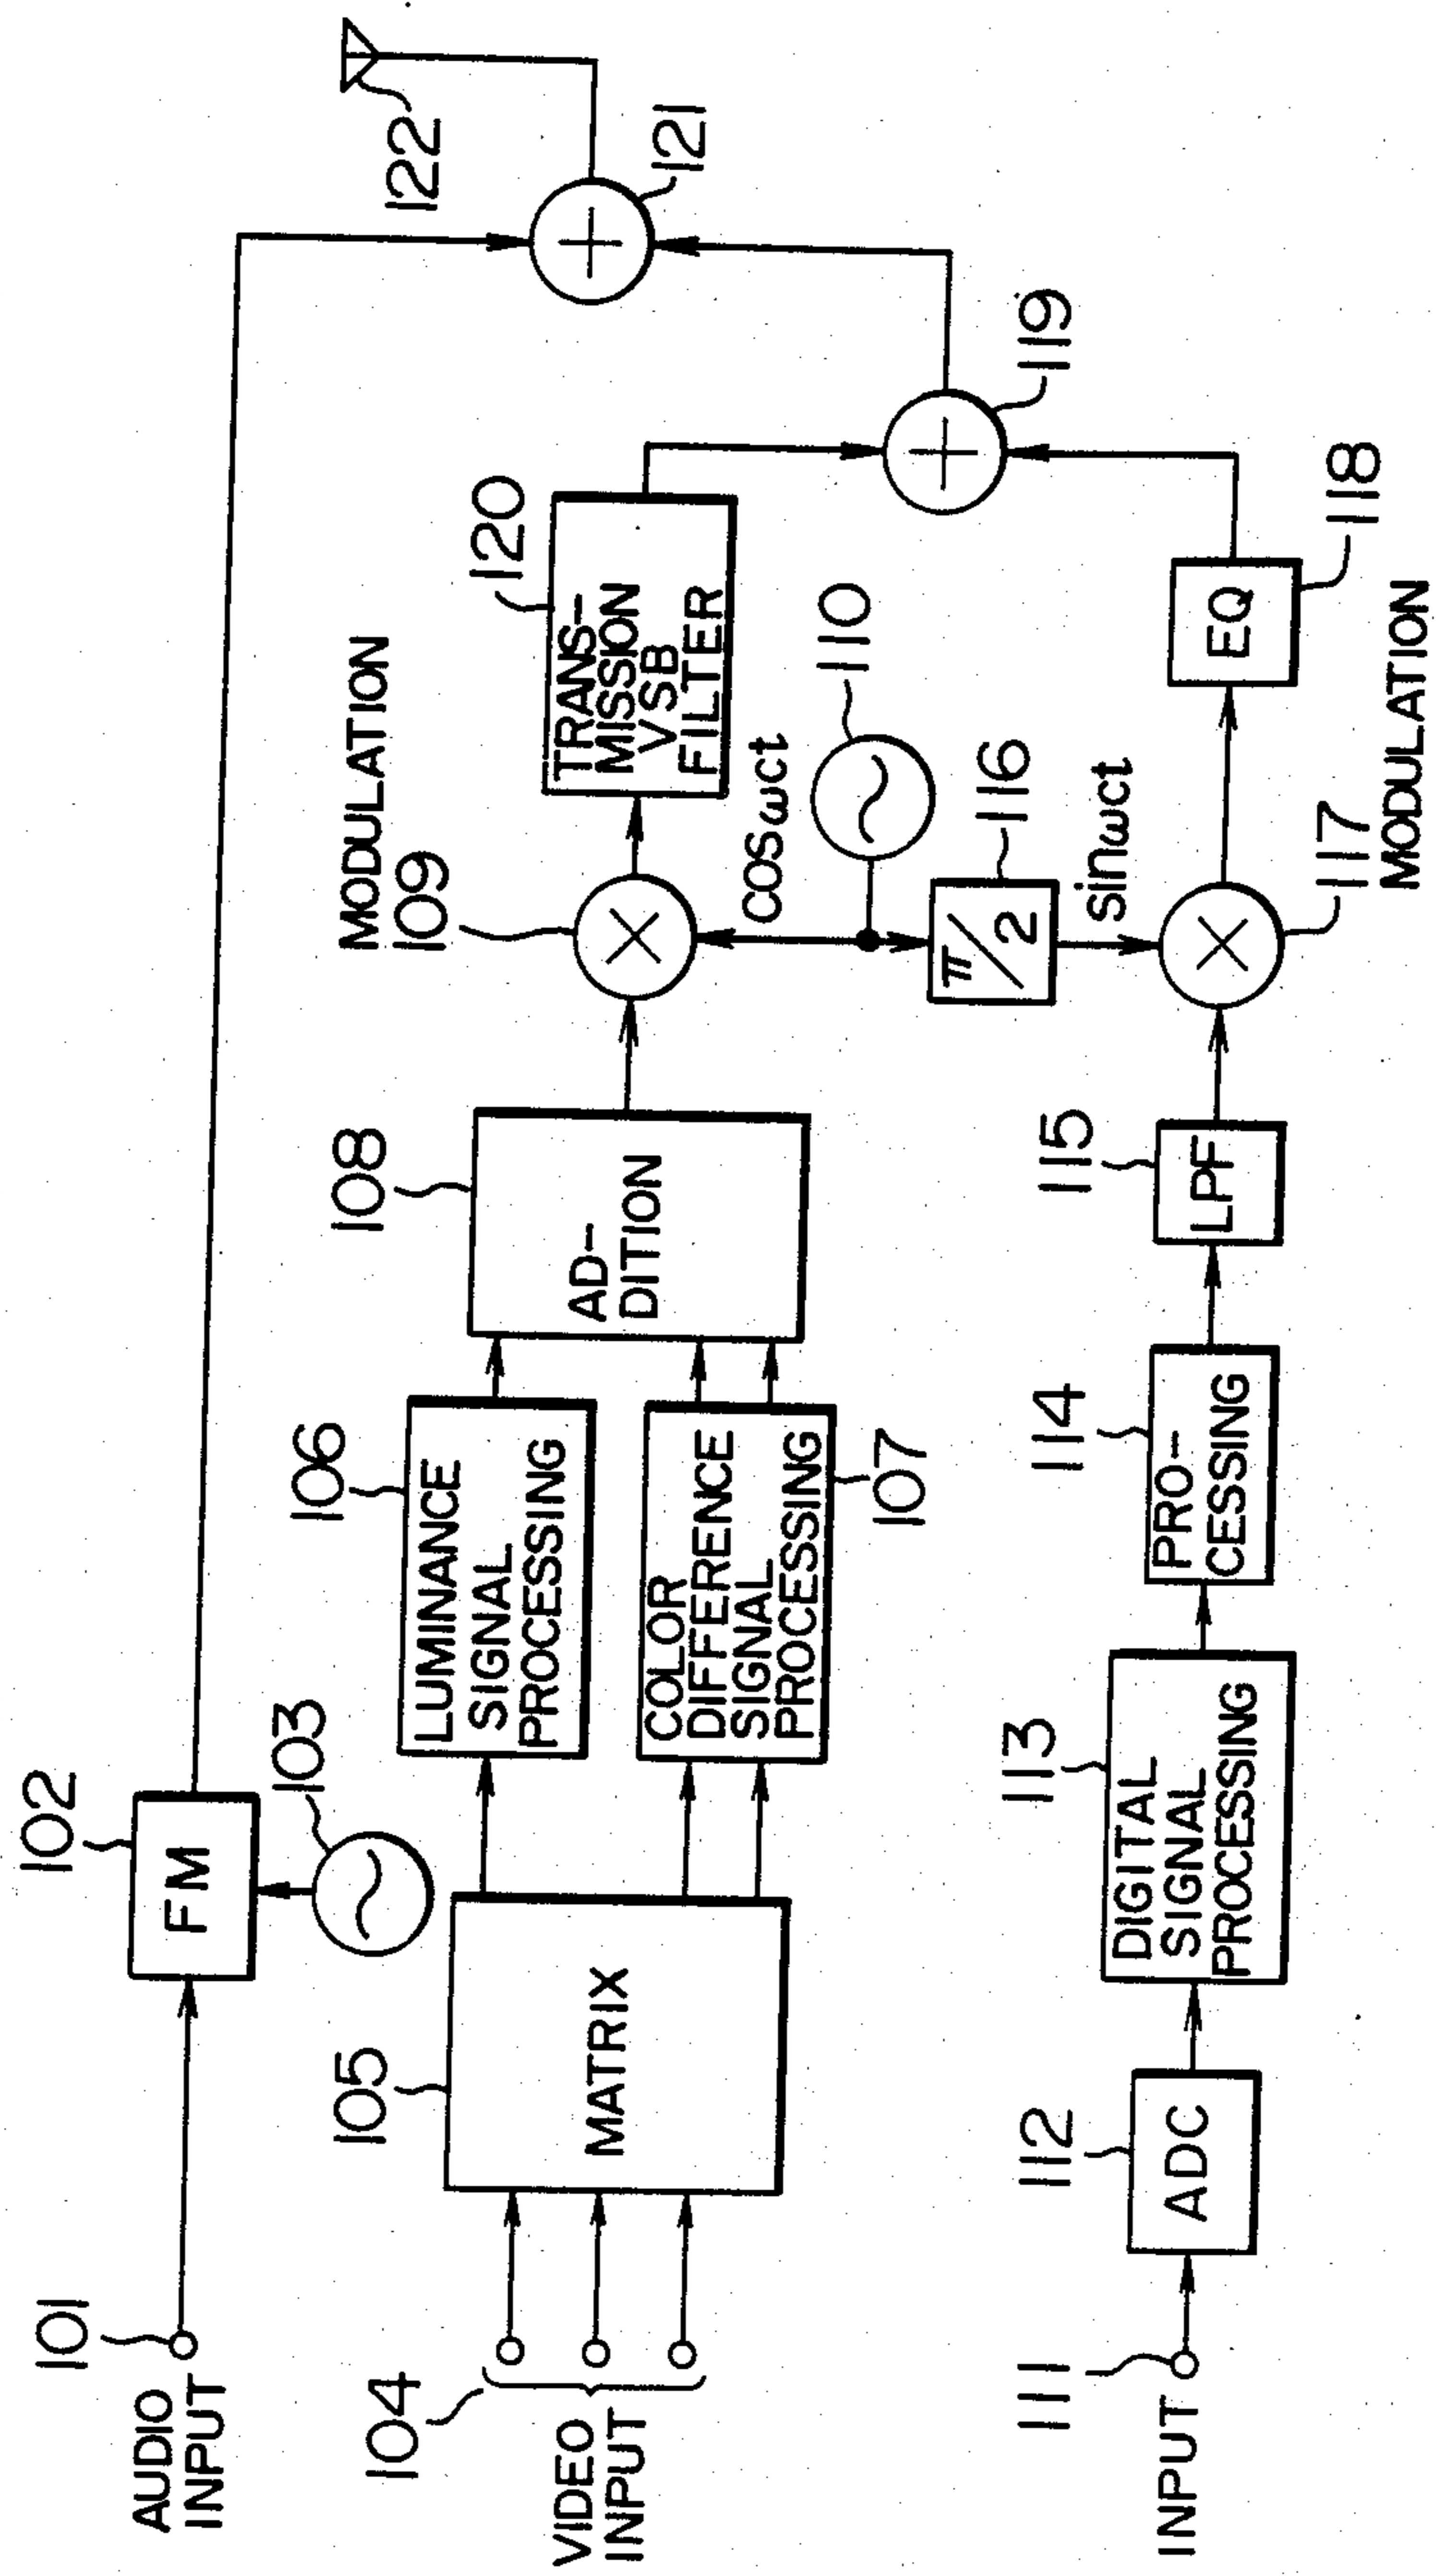 101
AUDIO
INPUT
102
FM
103
122
121
104
VIDEO
INPUT
105
MATRIX
106
LUMINANCE
SIGNAL
PROCESSING
COLOR
DIFFERENCE
SIGNAL
PROCESSING
107
108
AD-
DITION
MODULATION
109
120
TRANS-
MISSION
VSB
FILTER
COSωct
110
π/2
116
sinωct
119
111
INPUT
112
ADC
113
DIGITAL
SIGNAL
PROCESSING
114
PRO-
CESSING
115
LPF
117
MODULATION
EQ
118